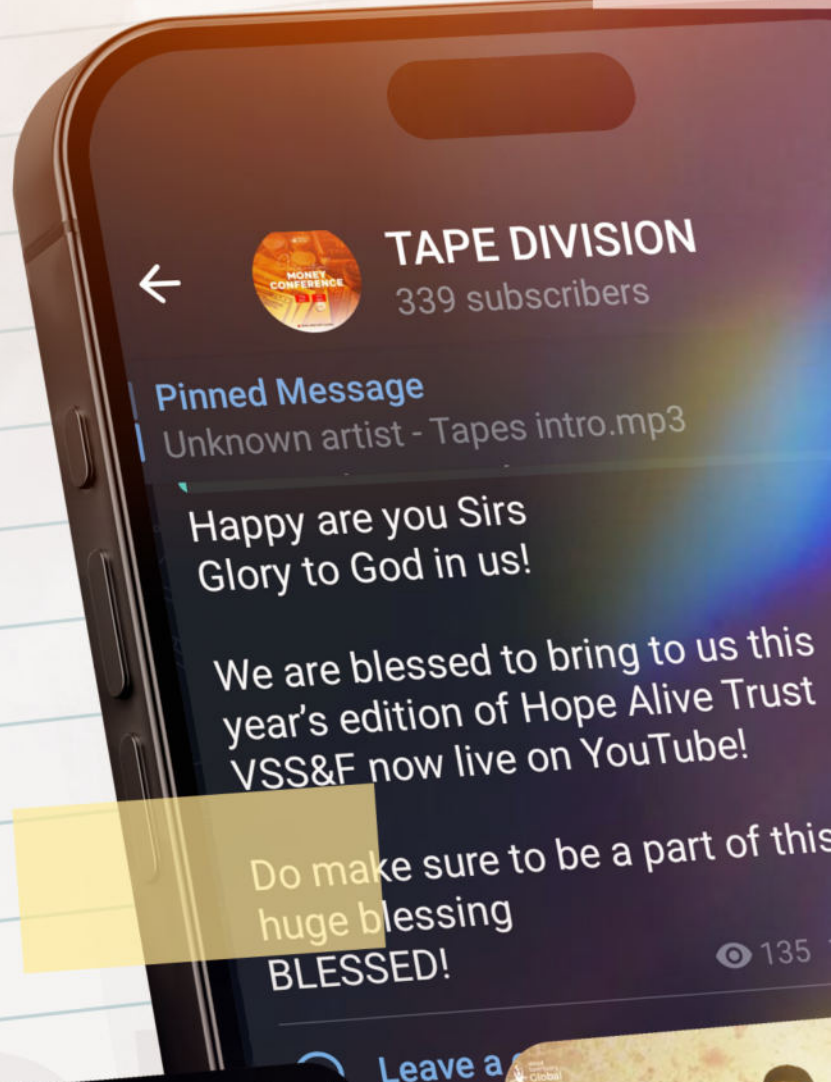 TAPE DIVISION
339 subscribers
MONEY
CONFERENCE
Pinned Message
Unknown artist - Tapes intro.mp3
Happy are you Sirs
Glory to God in us!
We are blessed to bring to us this
year's edition of Hope Alive Trust
VSS&F now live on YouTube!
Do make sure to be a part of this
huge blessing
BLESSED!
135
Leave a
Global